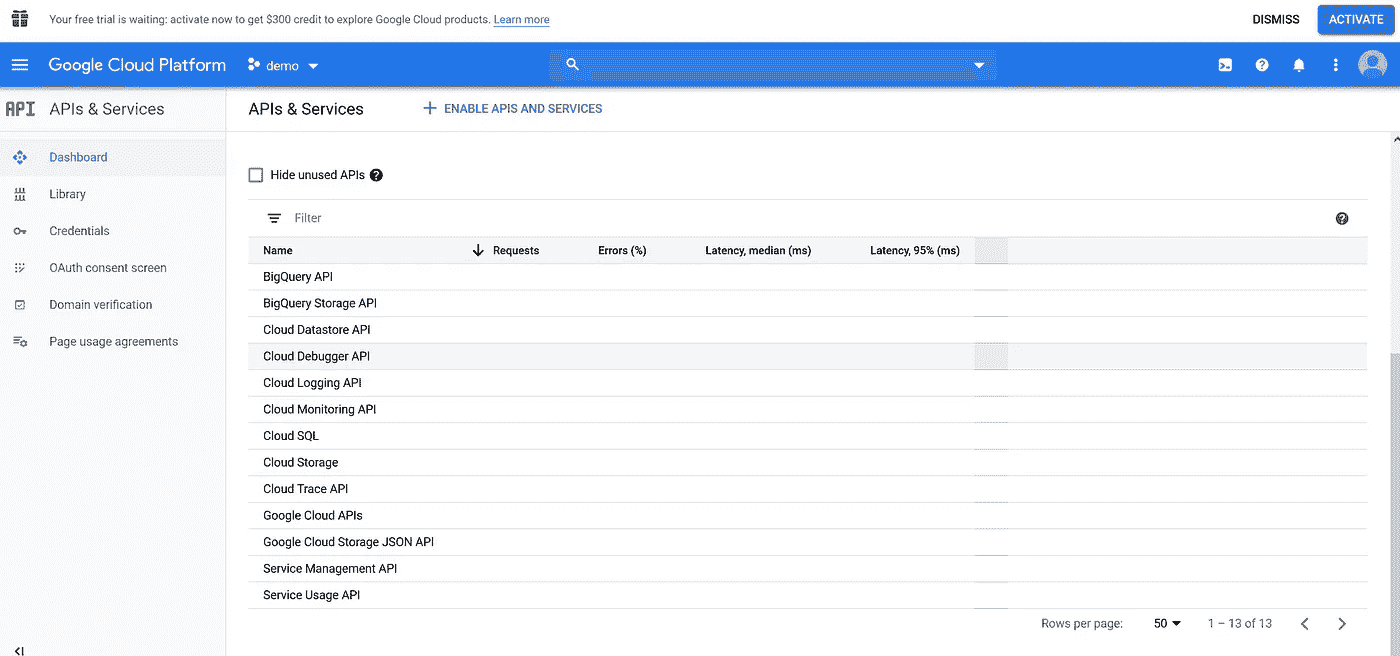 Your free trial is waiting: activate now to get $300 credit to explore Google Cloud products. Learn more
DISMISS
ACTIVATE
Google Cloud Platform
demo
API
APIs & Services
APIs & Services
ENABLE APIS AND SERVICES
Dashboard
Library
Credentials
OAuth consent screen
Domain verification
Page usage agreements
Hide unused APIs
Filter
Name Requests Errors (%) Latency, median (ms) Latency, 95% (ms)
BigQuery API
BigQuery Storage API
Cloud Datastore API
Cloud Debugger API
Cloud Logging API
Cloud Monitoring API
Cloud SQL
Cloud Storage
Cloud Trace API
Google Cloud APIs
Google Cloud Storage JSON API
Service Management API
Service Usage API
Rows per page: 50 1 – 13 of 13